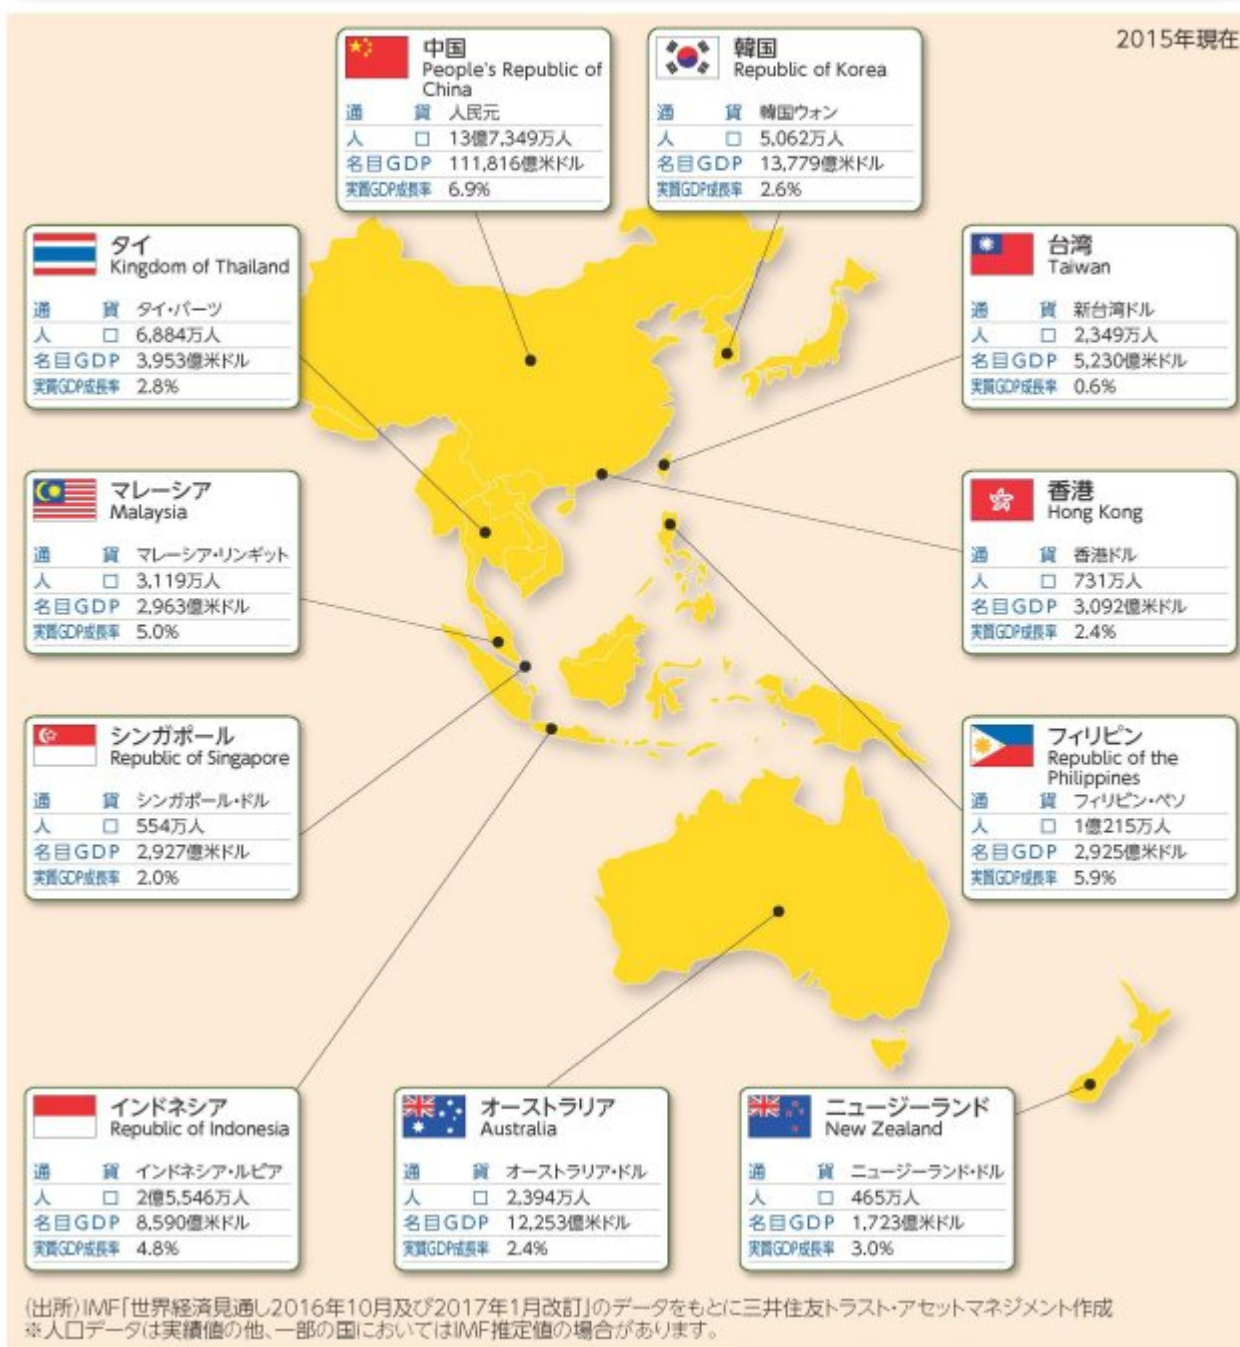 2015年現在
中国
People's Republic of
China
通貨 人民元
人口 13億7,349万人
名目GDP 111,816億米ドル
実質GDP成長率 6.9%
韓国
Republic of Korea
通貨 韓国ウォン
人口 5,062万人
名目GDP 13,779億米ドル
実質GDP成長率 2.6%
タイ
Kingdom of Thailand
通貨 タイ・バーツ
人口 6,884万人
名目GDP 3,953億米ドル
実質GDP成長率 2.8%
台湾
Taiwan
通貨 新台湾ドル
人口 2,349万人
名目GDP 5,230億米ドル
実質GDP成長率 0.6%
マレーシア
Malaysia
通貨 マレーシア・リンギット
人口 3,119万人
名目GDP 2,963億米ドル
実質GDP成長率 5.0%
香港
Hong Kong
通貨 香港ドル
人口 731万人
名目GDP 3,092億米ドル
実質GDP成長率 2.4%
シンガポール
Republic of Singapore
通貨 シンガポール・ドル
人口 554万人
名目GDP 2,927億米ドル
実質GDP成長率 2.0%
フィリピン
Republic of the
Philippines
通貨 フィリピン・ペソ
人口 1億215万人
名目GDP 2,925億米ドル
実質GDP成長率 5.9%
インドネシア
Republic of Indonesia
通貨 インドネシア・ルピア
人口 2億5,546万人
名目GDP 8,590億米ドル
実質GDP成長率 4.8%
オーストラリア
Australia
通貨 オーストラリア・ドル
人口 2,394万人
名目GDP 12,253億米ドル
実質GDP成長率 2.4%
ニュージーランド
New Zealand
通貨 ニュージーランド・ドル
人口 465万人
名目GDP 1,723億米ドル
実質GDP成長率 3.0%
(出所)IMF「世界経済見通し2016年10月及び2017年1月改訂」のデータをもとに三井住友トラスト・アセットマネジメント作成
※人口データは実績値の他、一部の国においてはIMF推定値の場合があります。